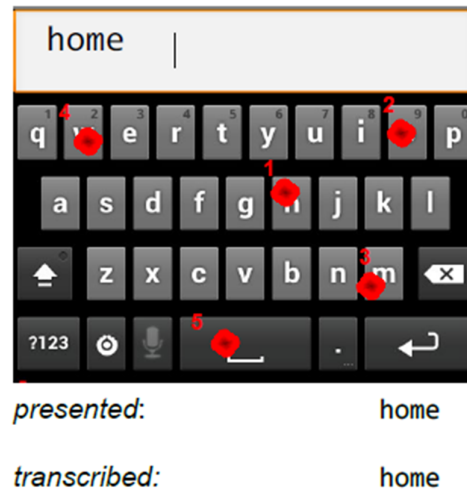 home
1 2 3 4 5 6 7 8 9 0
q w e r t y u i p
4 2
a s d f g h j k l
1
z x c v b n m
3
?123 . ...
5
presented: home
transcribed: home